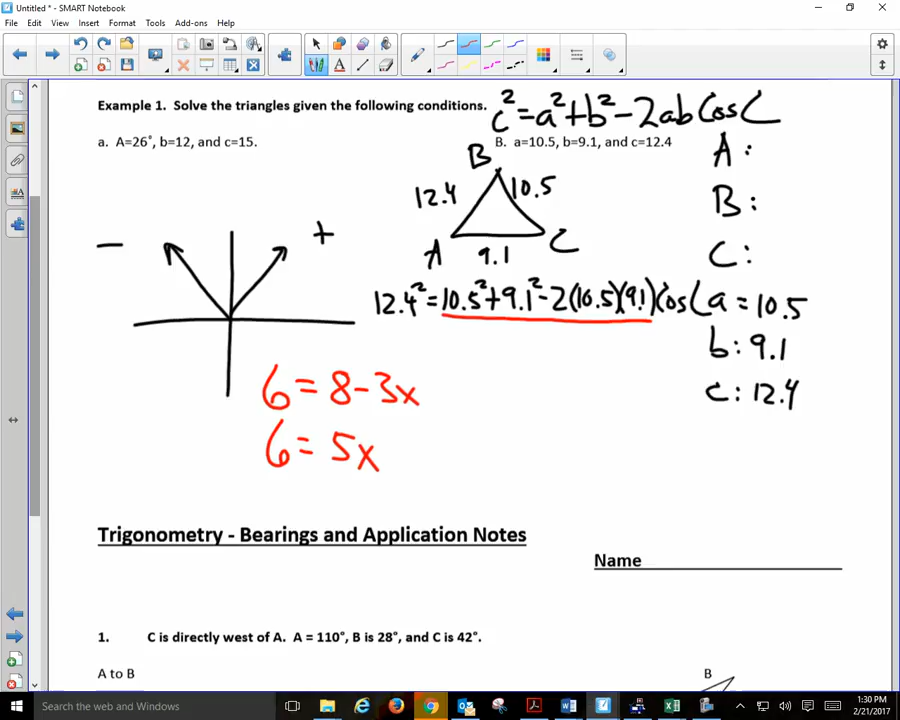 Untitled * - SMART Notebook
File Edit View Insert Format Tools Add-ons Help
Example 1. Solve the triangles given the following conditions.
c²=a²+b²-2ab Cos C
a. A=26°, b=12, and c=15.
B. a=10.5, b=9.1, and c=12.4
A:
B
12.4
10.5
B:
- +
A
9.1
C
C:
12.4²=10.5²+9.1²-2(10.5)(9.1)Cos C
a = 10.5
b: 9.1
6 = 8-3x
c: 12.4
6 = 5x
Trigonometry - Bearings and Application Notes
Name
1. C is directly west of A. A = 110°, B is 28°, and C is 42°.
A to B
B
Search the web and Windows
1:30 PM
2/21/2017